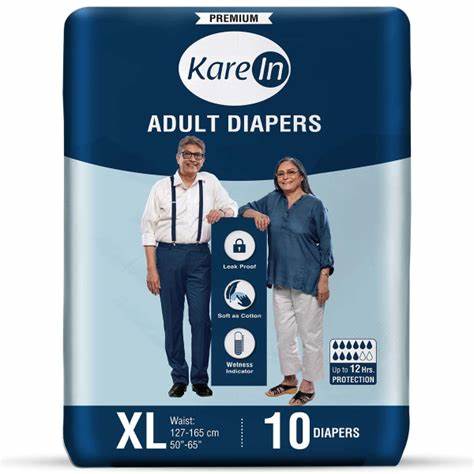 PREMIUM
KareIn
ADULT DIAPERS
Leak Proof
Soft as Cotton
Wetness
Indicator
Up to 12 Hrs.
PROTECTION
XL
Waist:
127-165 cm
50"-65"
10 DIAPERS